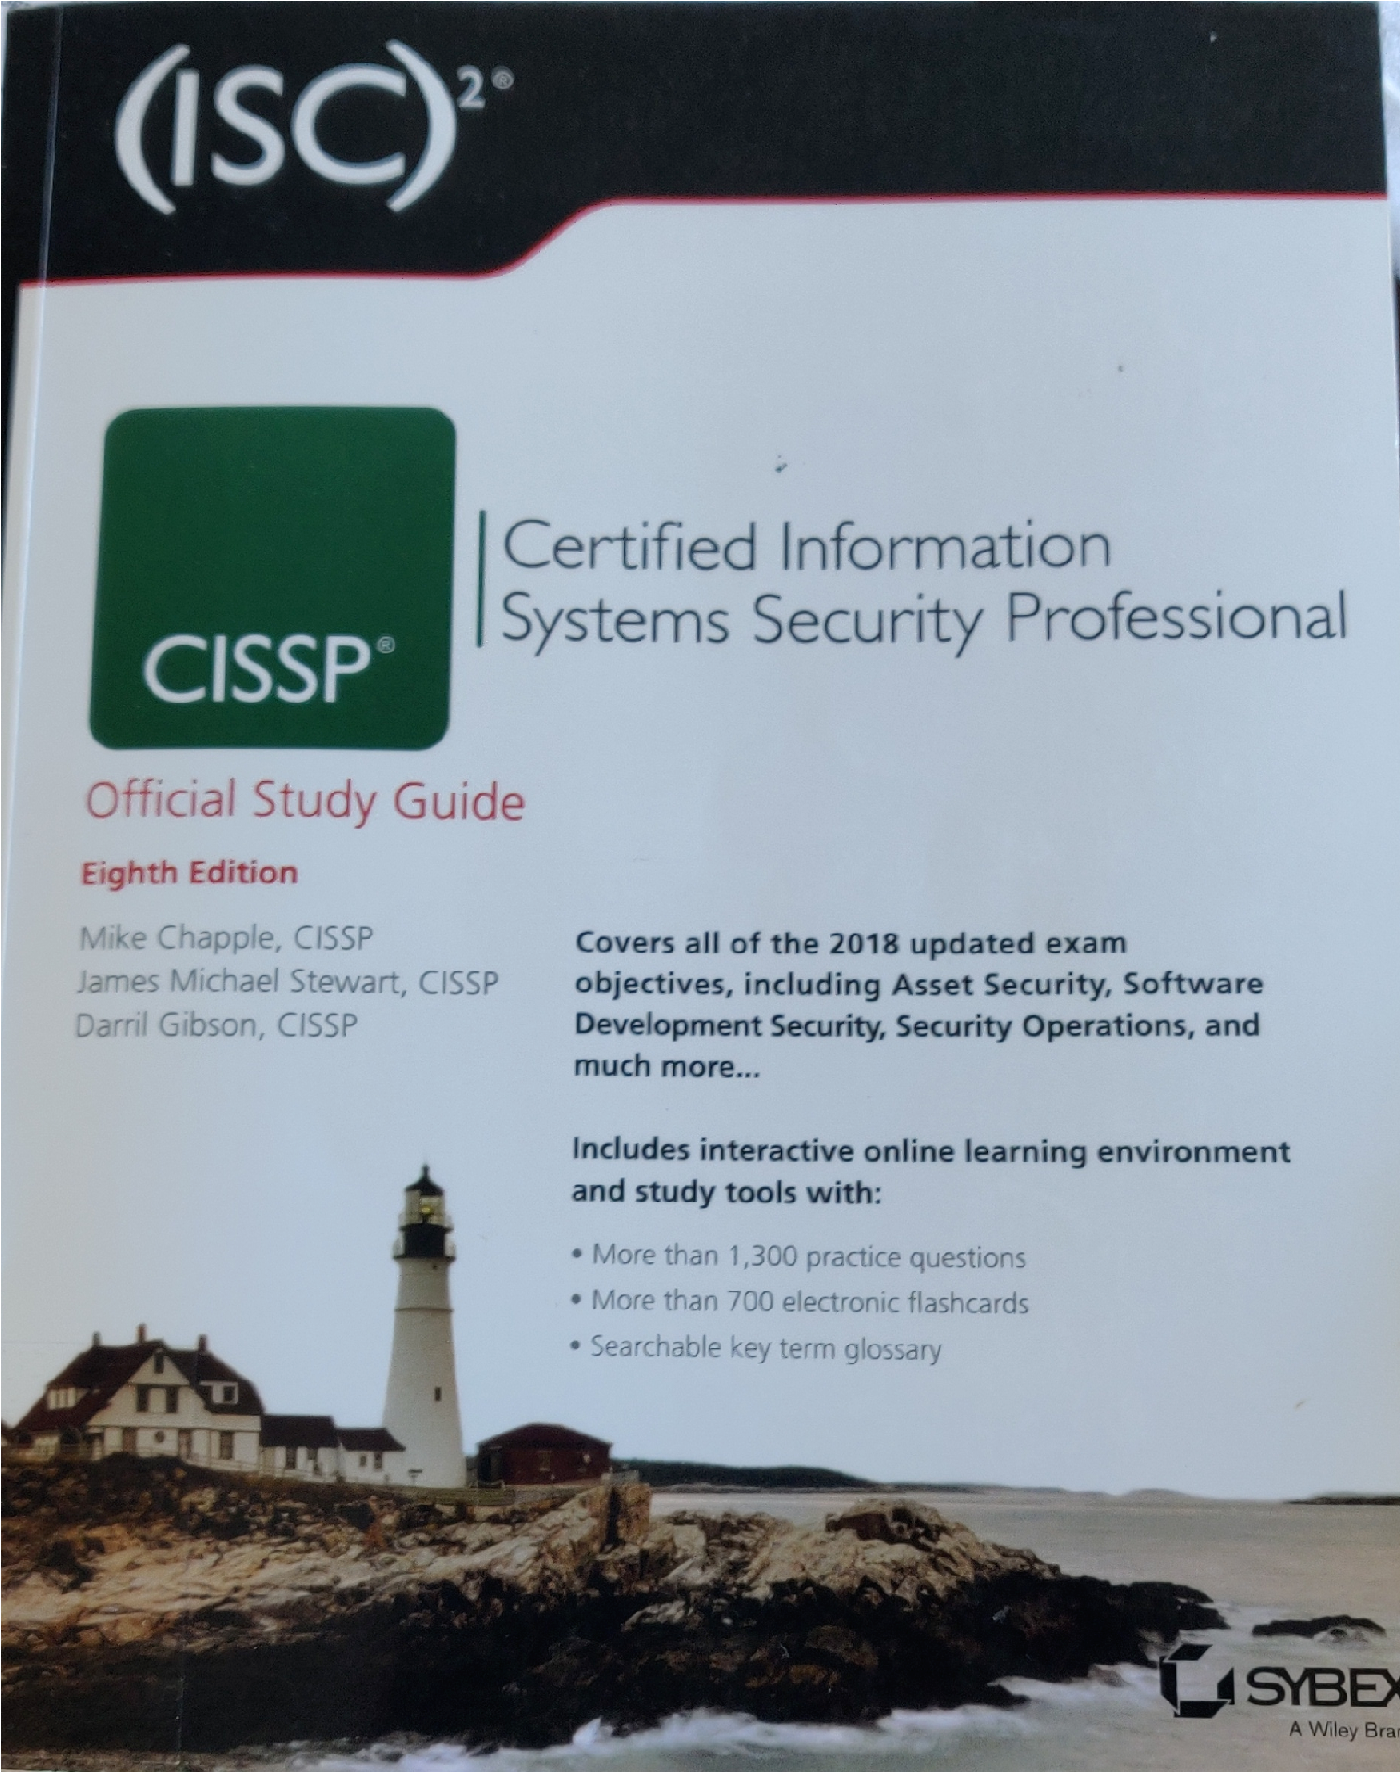 (ISC)²®
CISSP®
Certified Information
Systems Security Professional
Official Study Guide
Eighth Edition
Mike Chapple, CISSP
James Michael Stewart, CISSP
Darril Gibson, CISSP
Covers all of the 2018 updated exam
objectives, including Asset Security, Software
Development Security, Security Operations, and
much more...
Includes interactive online learning environment
and study tools with:
• More than 1,300 practice questions
• More than 700 electronic flashcards
• Searchable key term glossary
SYBEX
A Wiley Bra